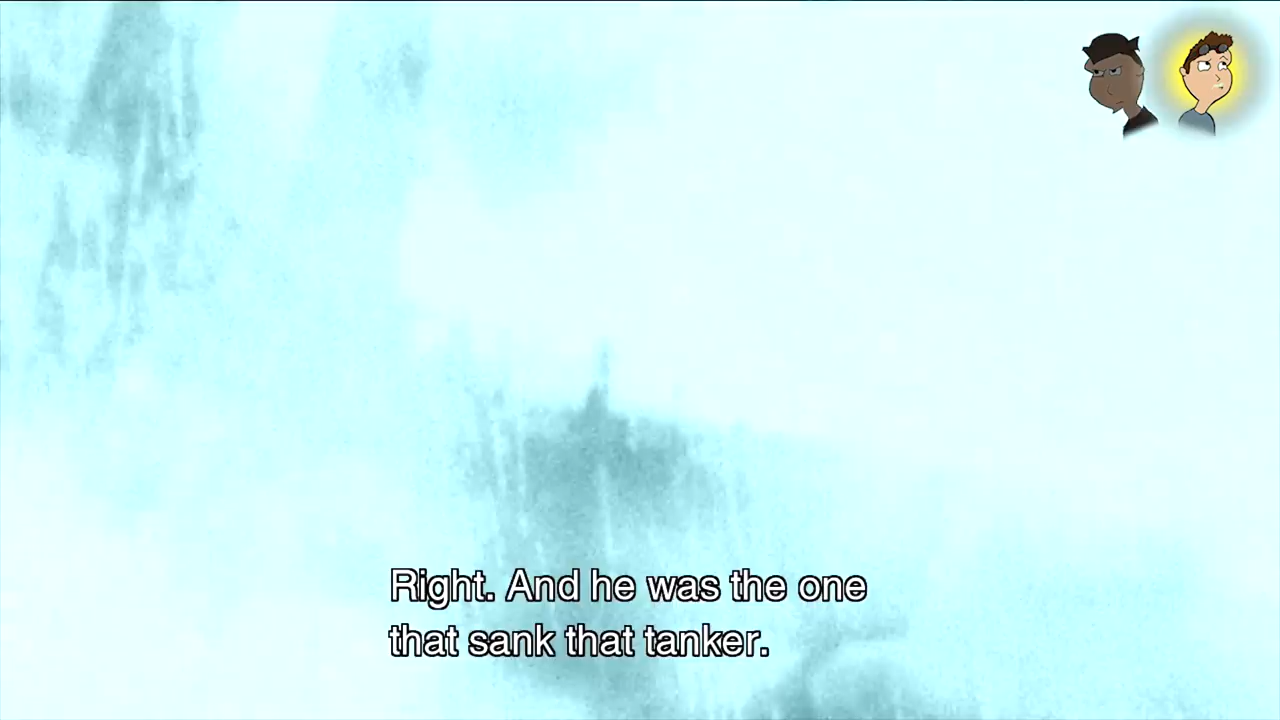 Right. And he was the one
that sank that tanker.